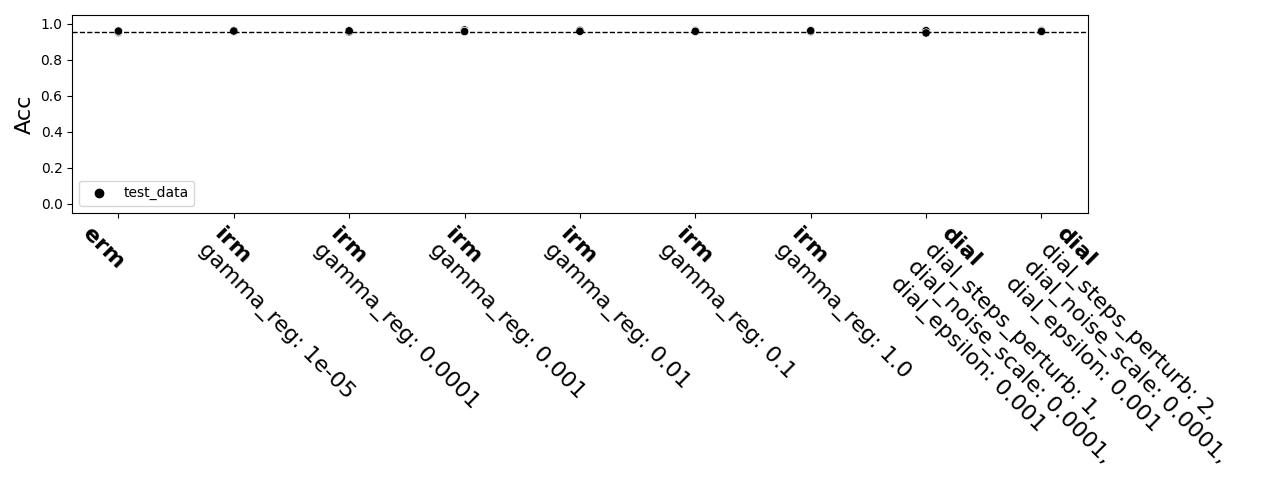 1.0
0.8
0.6
0.4
0.2
0.0
Acc
test_data
erm
irm
gamma_reg: 1e-05
irm
gamma_reg: 0.0001
irm
gamma_reg: 0.001
irm
gamma_reg: 0.01
irm
gamma_reg: 0.1
irm
gamma_reg: 1.0
dial
dial_steps_perturb: 1,
dial_noise_scale: 0.0001,
dial_epsilon: 0.001
dial
dial_steps_perturb: 2,
dial_noise_scale: 0.0001,
dial_epsilon: 0.001